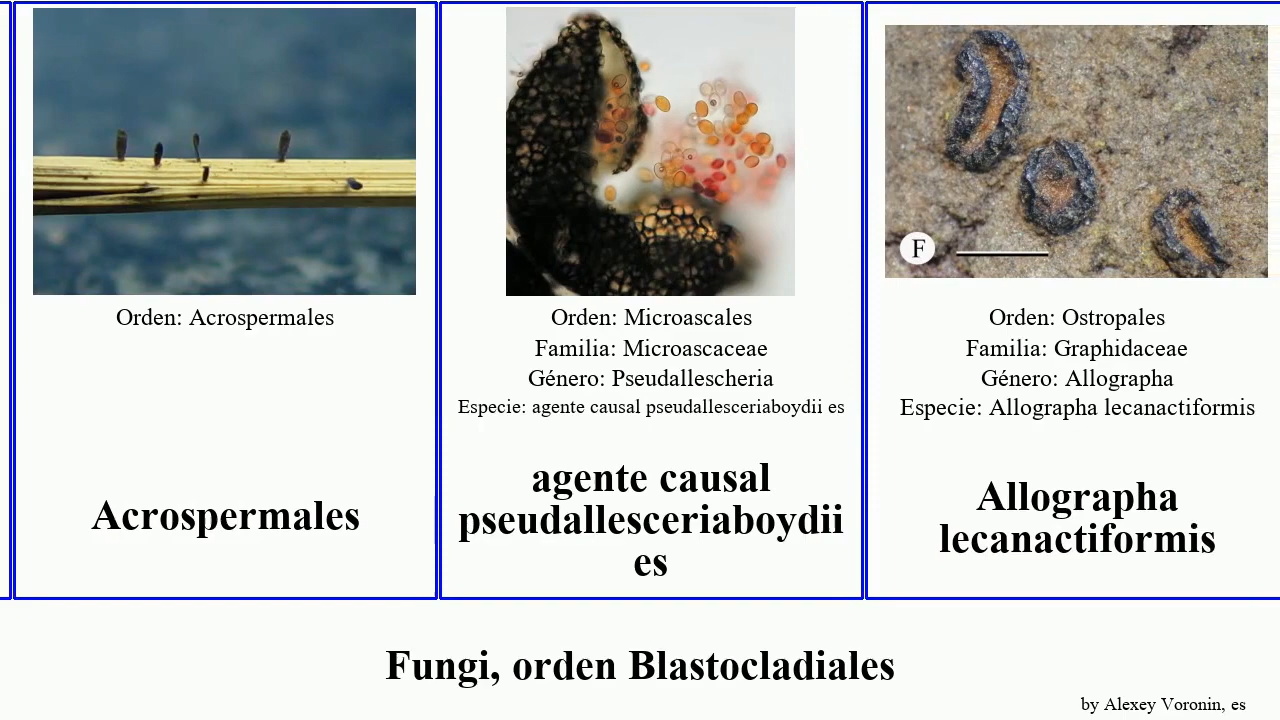 Orden: Acrospermales
Acrospermales
Orden: Microascales
Familia: Microascaceae
Género: Pseudallescheria
Especie: agente causal pseudallesceriaboydii es
agente causal
pseudallesceriaboydii
es
F
Orden: Ostropales
Familia: Graphidaceae
Género: Allographa
Especie: Allographa lecanactiformis
Allographa
lecanactiformis
Fungi, orden Blastocladiales
by Alexey Voronin, es